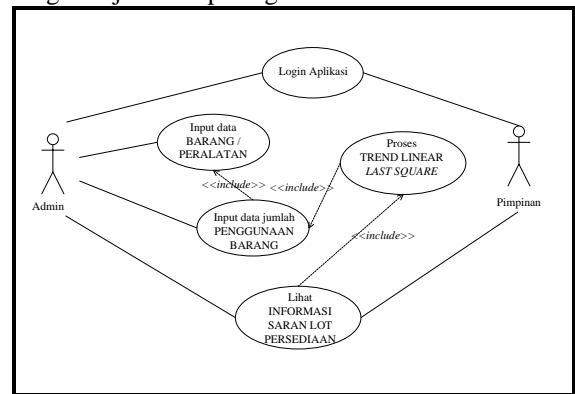 Login Aplikasi
Input data
BARANG /
PERALATAN
Proses
TREND LINEAR
LAST SQUARE
<<include>>
<<include>>
Admin
Pimpinan
Input data jumlah
PENGGUNAAN
BARANG
<<include>>
Lihat
INFORMASI
SARAN LOT
PERSEDIAAN